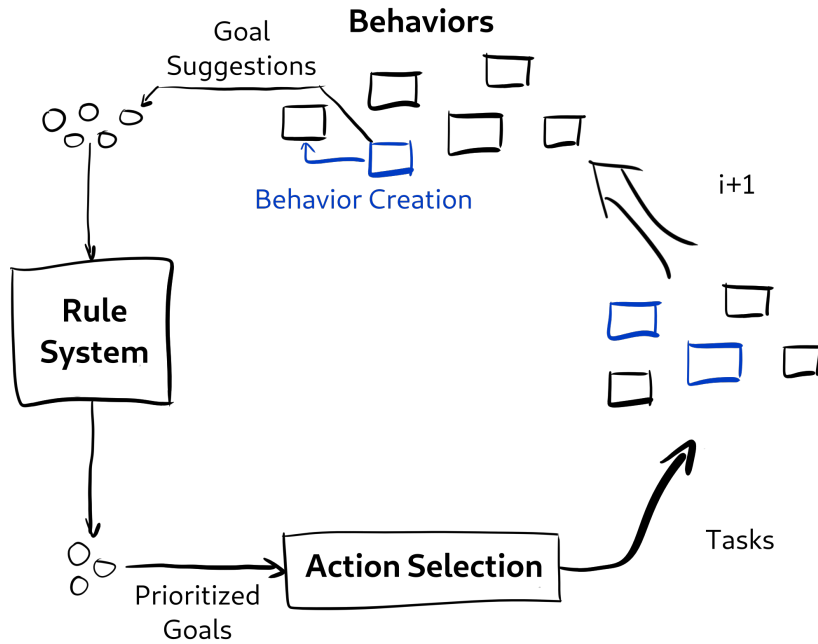 Behaviors
Goal
Suggestions
Behavior Creation
i+1
Rule
System
Tasks
Action Selection
Prioritized
Goals